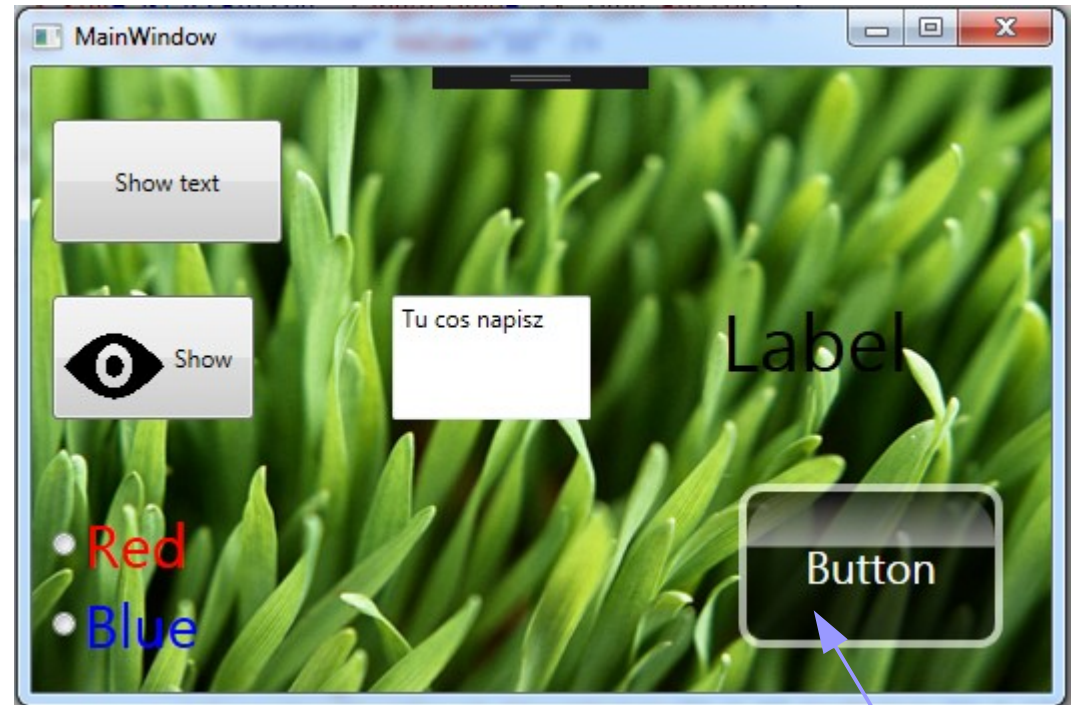 MainWindow
Show text
Show
Tu cos napisz
Label
Red
Button
Blue